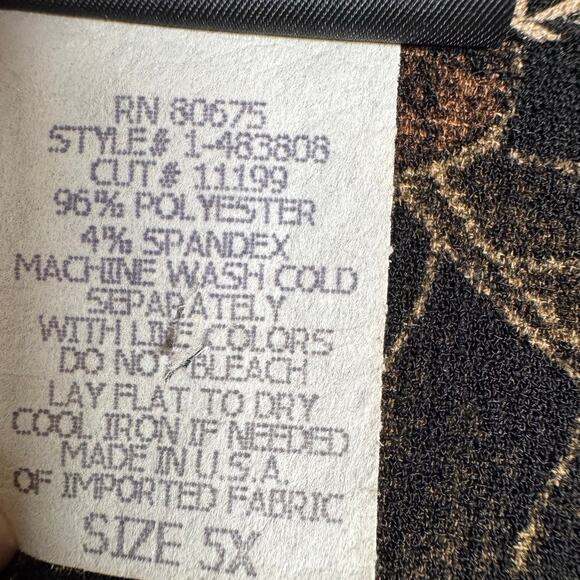 RN 80675
STYLE# 1-483808
CUT# 11199
96% POLYESTER
4% SPANDEX
MACHINE WASH COLD
SEPARATELY
WITH LIKE COLORS
DO NOT BLEACH
LAY FLAT TO DRY
COOL IRON IF NEEDED
MADE IN U.S.A.
OF IMPORTED FABRIC
SIZE 5X